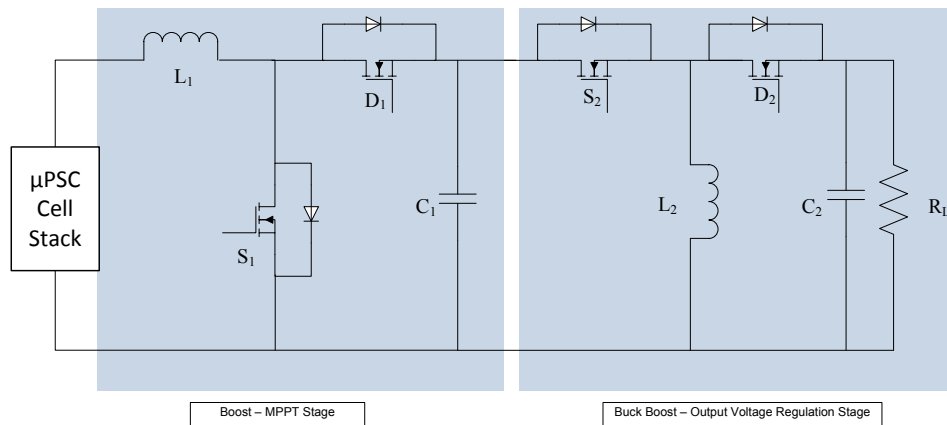 L₁
D₁
S₂
D₂
µPSC
Cell
Stack
S₁
C₁
L₂
C₂
R_L
Boost – MPPT Stage
Buck Boost – Output Voltage Regulation Stage